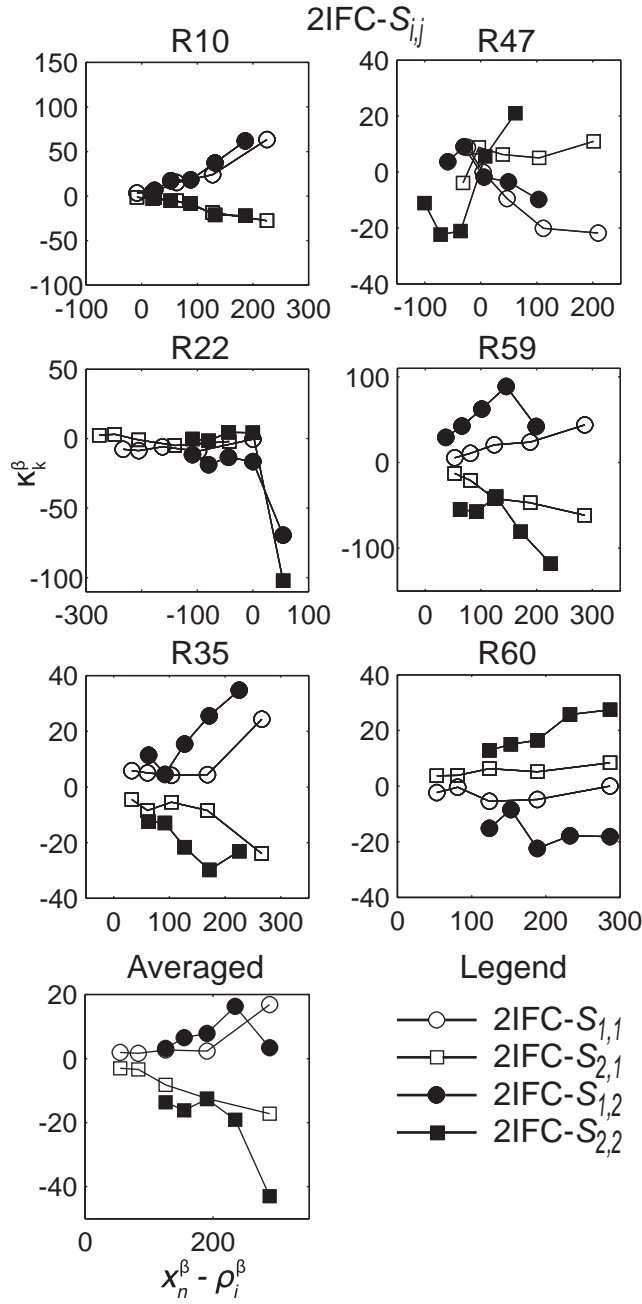 2IFC-S_{i,j}
R10
R47
150
100
50
0
-50
-100
-100 0 100 200 300
40
20
0
-20
-40
-100 0 100 200
R22
R59
κ_k^β
50
0
-50
-100
-300 -200 -100 0 100
100
0
-100
0 100 200 300
R35
R60
40
20
0
-20
-40
0 100 200 300
40
20
0
-20
-40
0 100 200 300
Averaged
Legend
20
0
-20
-40
0 200
x_n^β - ρ_i^β
2IFC-S_{1,1}
2IFC-S_{2,1}
2IFC-S_{1,2}
2IFC-S_{2,2}